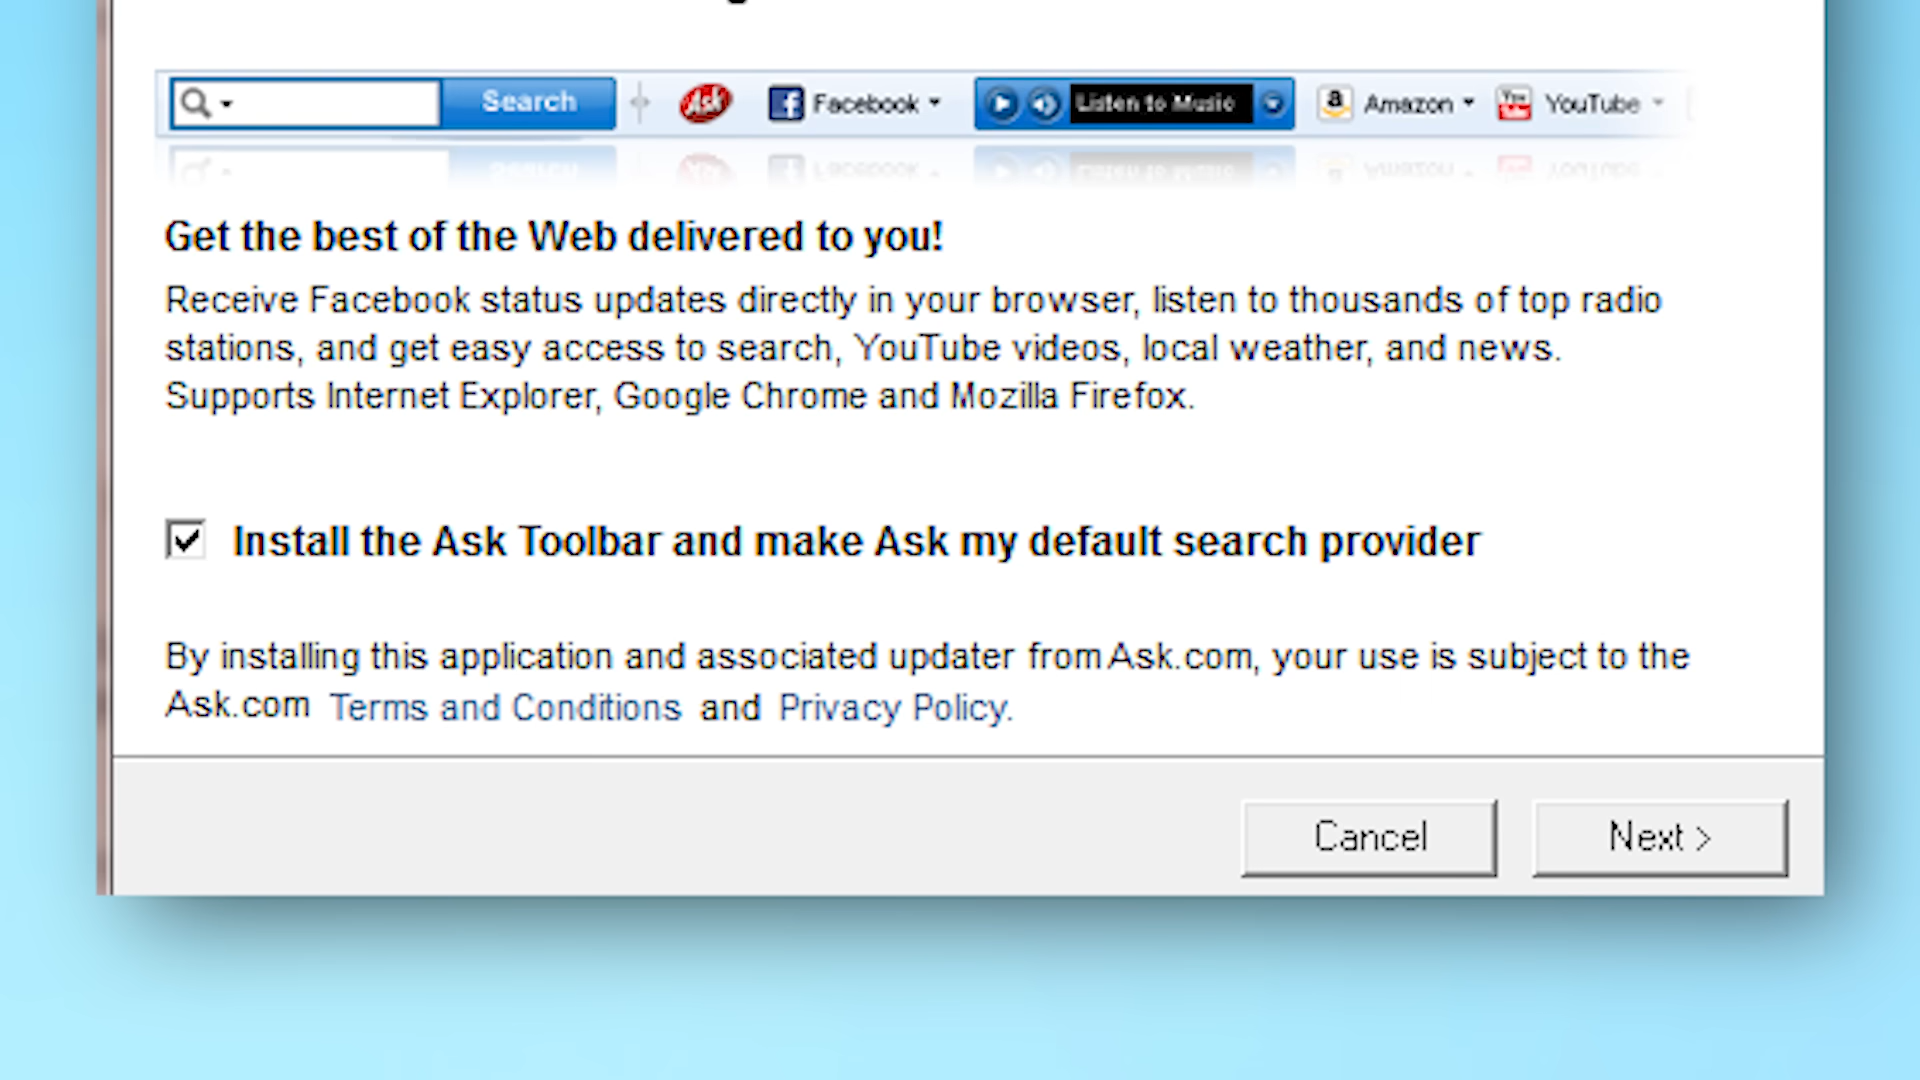 Search Ask Facebook Listen to Music Amazon YouTube
Get the best of the Web delivered to you!
Receive Facebook status updates directly in your browser, listen to thousands of top radio
stations, and get easy access to search, YouTube videos, local weather, and news.
Supports Internet Explorer, Google Chrome and Mozilla Firefox.
Install the Ask Toolbar and make Ask my default search provider
By installing this application and associated updater from Ask.com, your use is subject to the
Ask.com Terms and Conditions and Privacy Policy.
Cancel Next >